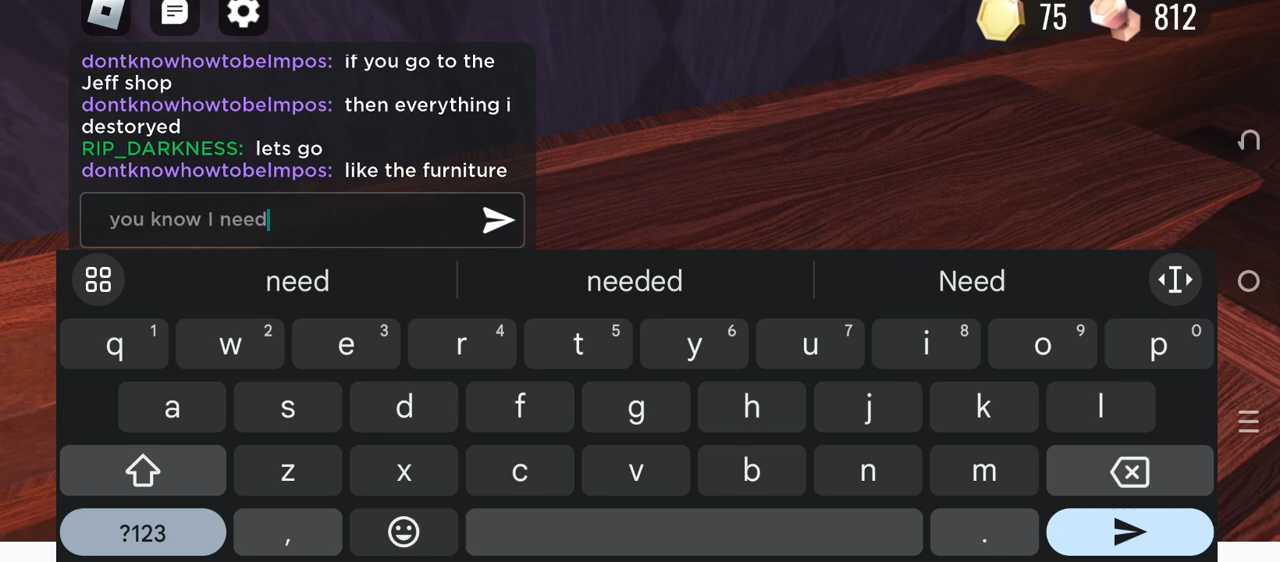 75 812
dontknowhowtobeImpos: if you go to the
Jeff shop
dontknowhowtobeImpos: then everything i
destoryed
RIP_DARKNESS: lets go
dontknowhowtobeImpos: like the furniture
you know I need
need needed Need
q 1 w 2 e 3 r 4 t 5 y 6 u 7 i 8 o 9 p 0
a s d f g h j k l
z x c v b n m
?123 , .